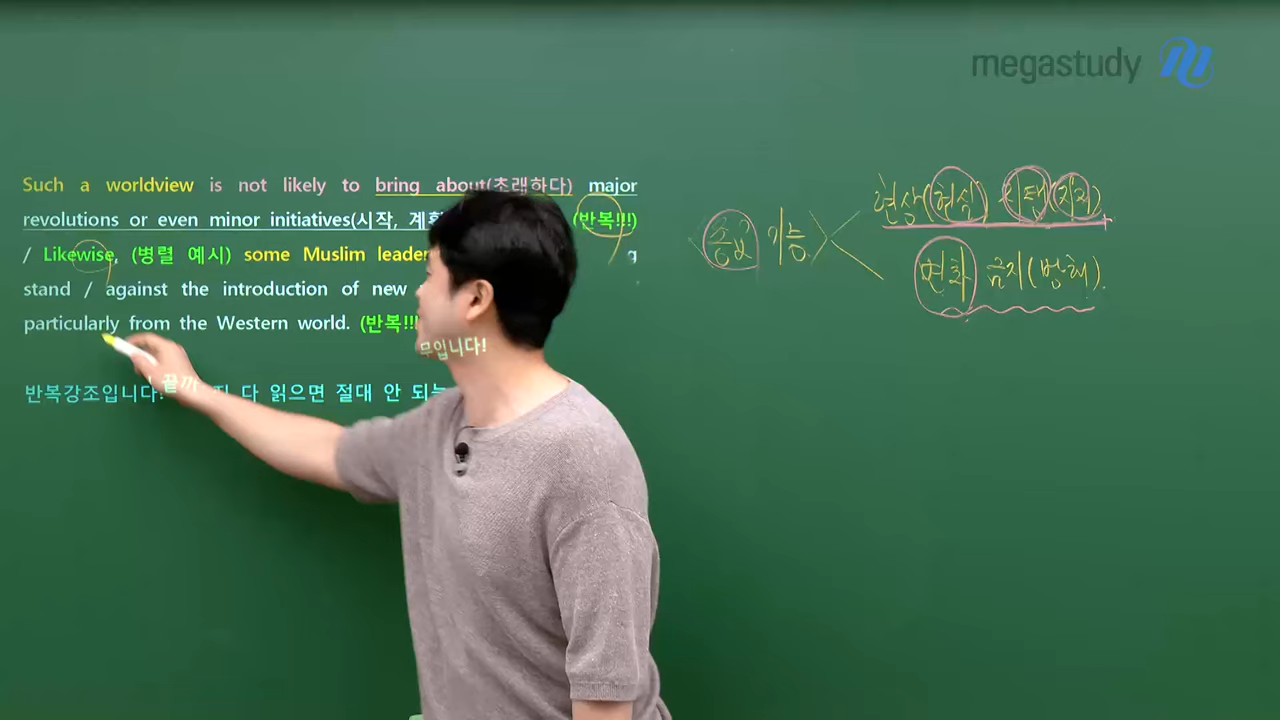 megastudy
Such a worldview is not likely to bring about(초래하다) major
revolutions or even minor initiatives(시작, 계획 (반복!!!)
/ Likewise, (병렬 예시) some Muslim leader g
stand / against the introduction of new
particularly from the Western world. (반복!!!
반복강조입니다! 끝까지 다 읽으면 절대 안 되는
무입니다!
종교 기능
현상(현실) 지탱(지지)
변화 금지(방해)